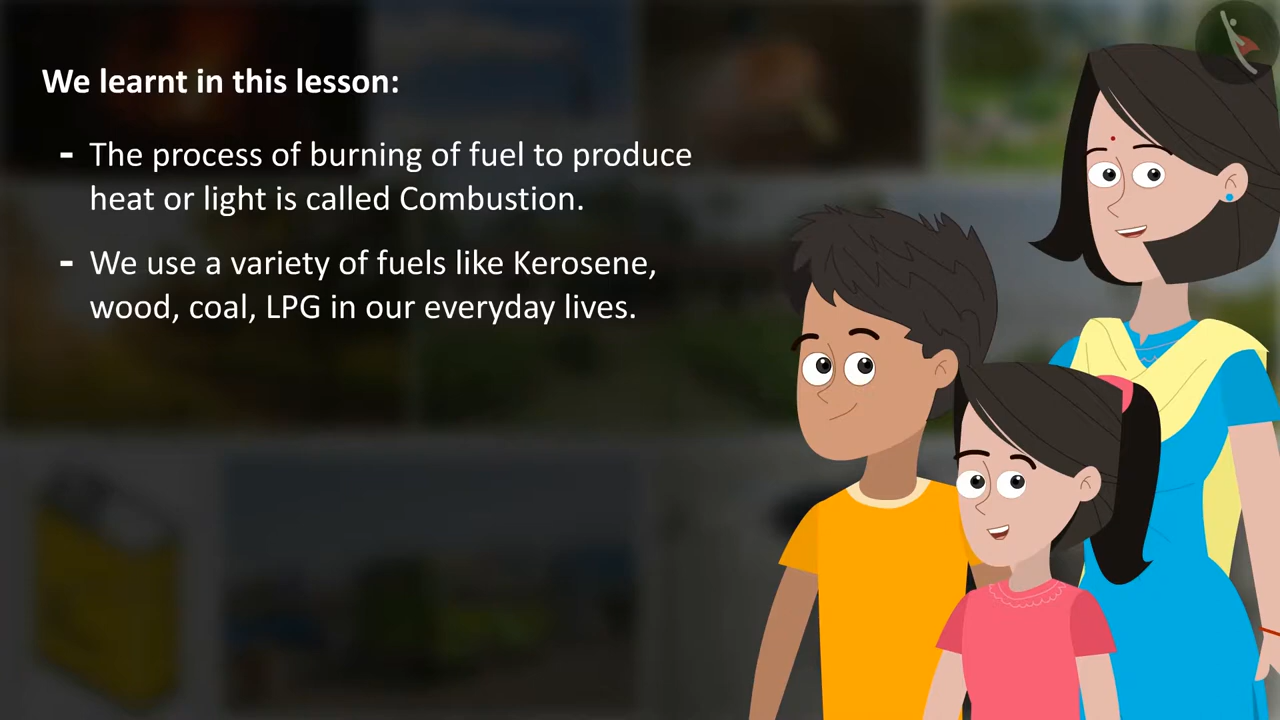 We learnt in this lesson:
- The process of burning of fuel to produce
heat or light is called Combustion.
- We use a variety of fuels like Kerosene,
wood, coal, LPG in our everyday lives.